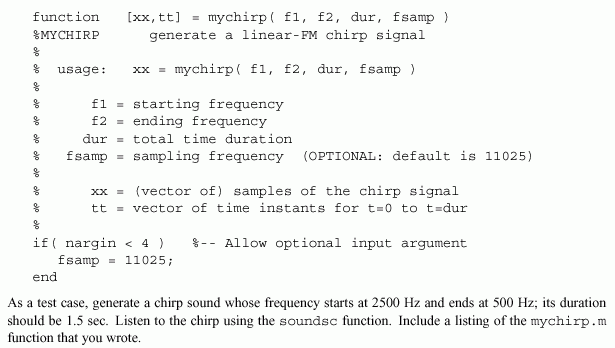 function [xx,tt] = mychirp( f1, f2, dur, fsamp )
%MYCHIRP generate a linear-FM chirp signal
%
% usage: xx = mychirp( f1, f2, dur, fsamp )
%
% f1 = starting frequency
% f2 = ending frequency
% dur = total time duration
% fsamp = sampling frequency (OPTIONAL: default is 11025)
%
% xx = (vector of) samples of the chirp signal
% tt = vector of time instants for t=0 to t=dur
%
if( nargin < 4 ) %-- Allow optional input argument
fsamp = 11025;
end
As a test case, generate a chirp sound whose frequency starts at 2500 Hz and ends at 500 Hz; its duration
should be 1.5 sec. Listen to the chirp using the soundsc function. Include a listing of the mychirp.m
function that you wrote.